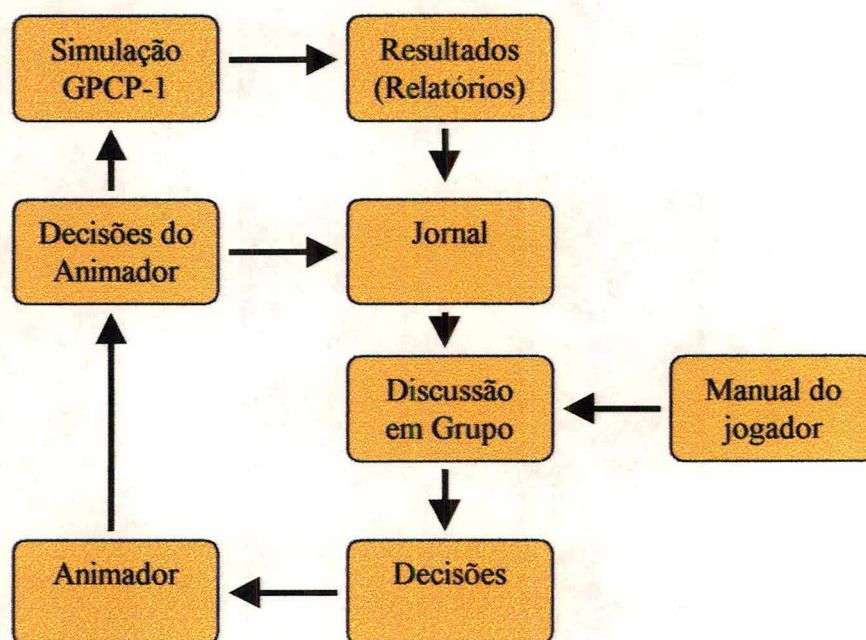 Simulação
GPCP-1
Resultados
(Relatórios)
Decisões do
Animador
Jornal
Discussão
em Grupo
Manual do
jogador
Animador
Decisões